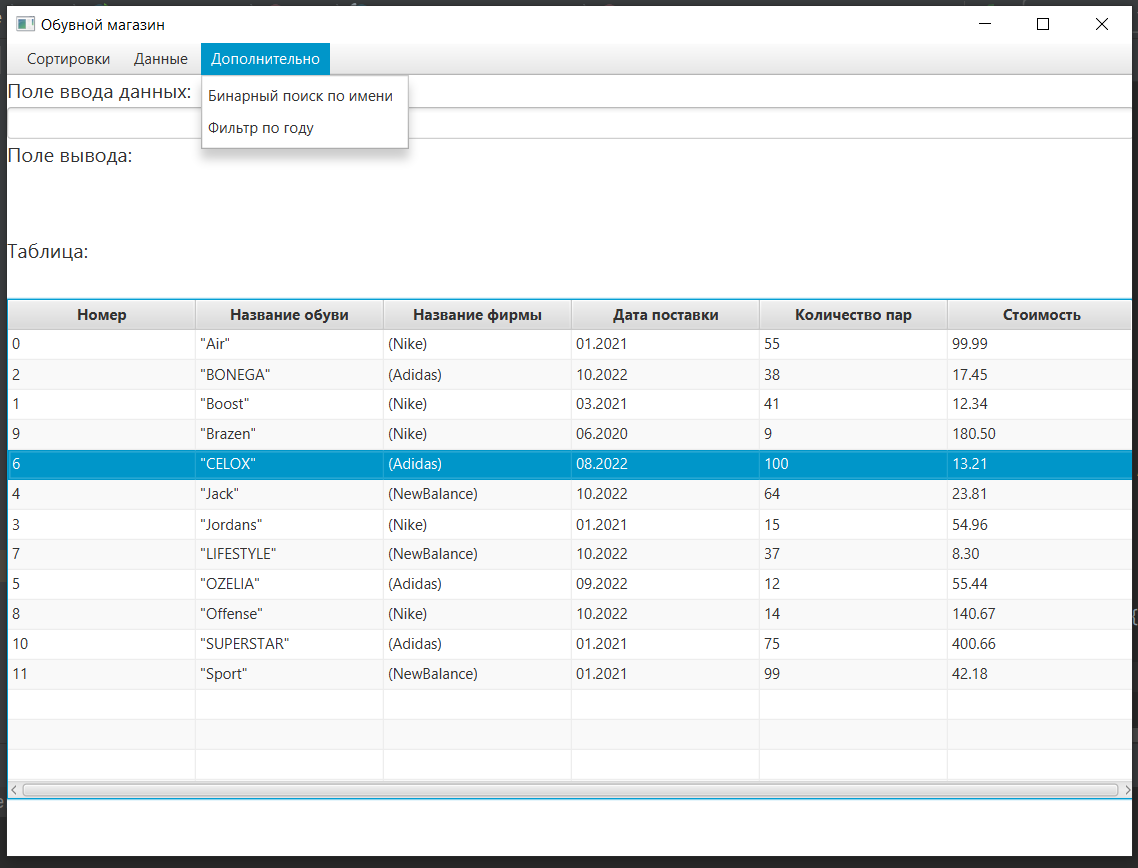 Обувной магазин
Сортировки Данные Дополнительно
Поле ввода данных:
Бинарный поиск по имени
Фильтр по году
Поле вывода:
Таблица:
Номер Название обуви Название фирмы Дата поставки Количество пар Стоимость
0 "Air" (Nike) 01.2021 55 99.99
2 "BONEGA" (Adidas) 10.2022 38 17.45
1 "Boost" (Nike) 03.2021 41 12.34
9 "Brazen" (Nike) 06.2020 9 180.50
6 "CELOX" (Adidas) 08.2022 100 13.21
4 "Jack" (NewBalance) 10.2022 64 23.81
3 "Jordans" (Nike) 01.2021 15 54.96
7 "LIFESTYLE" (NewBalance) 10.2022 37 8.30
5 "OZELIA" (Adidas) 09.2022 12 55.44
8 "Offense" (Nike) 10.2022 14 140.67
10 "SUPERSTAR" (Adidas) 01.2021 75 400.66
11 "Sport" (NewBalance) 01.2021 99 42.18